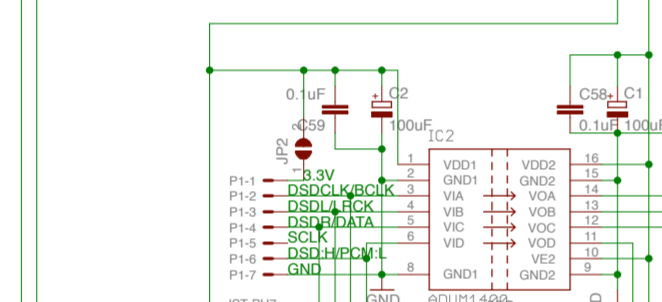 0.1uF
C2
C59
100uF
C58
C1
0.1uF
100uF
IC2
JP2
2
1
1 VDD1 VDD2 16
2 GND1 GND2 15
3 VIA VOA 14
4 VIB VOB 13
5 VIC VOC 12
6 VID VOD 11
VE2 10
8 GND1 GND2 9
P1-1 3.3V
P1-2 DSDCLK/BCLK
P1-3 DSDL/LRCK
P1-4 DSDR/DATA
P1-5 SCLK
P1-6 DSD:H/PCM:L
P1-7 GND
GND
ADUM1400
D